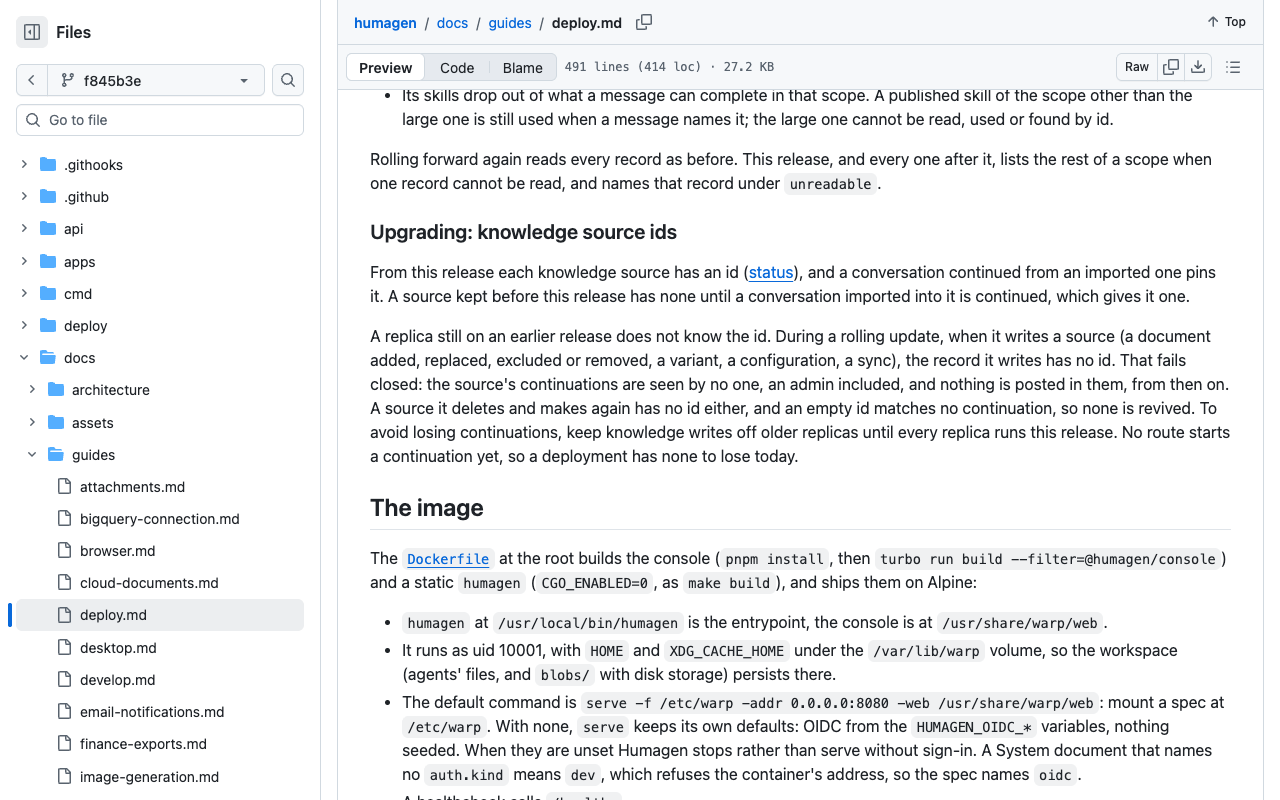 Files
humagen / docs / guides / deploy.md
Top
f845b3e
Preview
Code
Blame
491 lines (414 loc) · 27.2 KB
Raw
Go to file
.githooks
.github
api
apps
cmd
deploy
docs
architecture
assets
guides
attachments.md
bigquery-connection.md
browser.md
cloud-documents.md
deploy.md
desktop.md
develop.md
email-notifications.md
finance-exports.md
image-generation.md
• Its skills drop out of what a message can complete in that scope. A published skill of the scope other than the
large one is still used when a message names it; the large one cannot be read, used or found by id.
Rolling forward again reads every record as before. This release, and every one after it, lists the rest of a scope when
one record cannot be read, and names that record under unreadable .
Upgrading: knowledge source ids
From this release each knowledge source has an id (status), and a conversation continued from an imported one pins
it. A source kept before this release has none until a conversation imported into it is continued, which gives it one.
A replica still on an earlier release does not know the id. During a rolling update, when it writes a source (a document
added, replaced, excluded or removed, a variant, a configuration, a sync), the record it writes has no id. That fails
closed: the source's continuations are seen by no one, an admin included, and nothing is posted in them, from then on.
A source it deletes and makes again has no id either, and an empty id matches no continuation, so none is revived. To
avoid losing continuations, keep knowledge writes off older replicas until every replica runs this release. No route starts
a continuation yet, so a deployment has none to lose today.
The image
The Dockerfile at the root builds the console ( pnpm install , then turbo run build --filter=@humagen/console )
and a static humagen ( CGO_ENABLED=0 , as make build ), and ships them on Alpine:
• humagen at /usr/local/bin/humagen is the entrypoint, the console is at /usr/share/warp/web .
• It runs as uid 10001, with HOME and XDG_CACHE_HOME under the /var/lib/warp volume, so the workspace
(agents' files, and blobs/ with disk storage) persists there.
• The default command is serve -f /etc/warp -addr 0.0.0.0:8080 -web /usr/share/warp/web : mount a spec at
/etc/warp . With none, serve keeps its own defaults: OIDC from the HUMAGEN_OIDC_* variables, nothing
seeded. When they are unset Humagen stops rather than serve without sign-in. A System document that names
no auth.kind means dev , which refuses the container's address, so the spec names oidc .